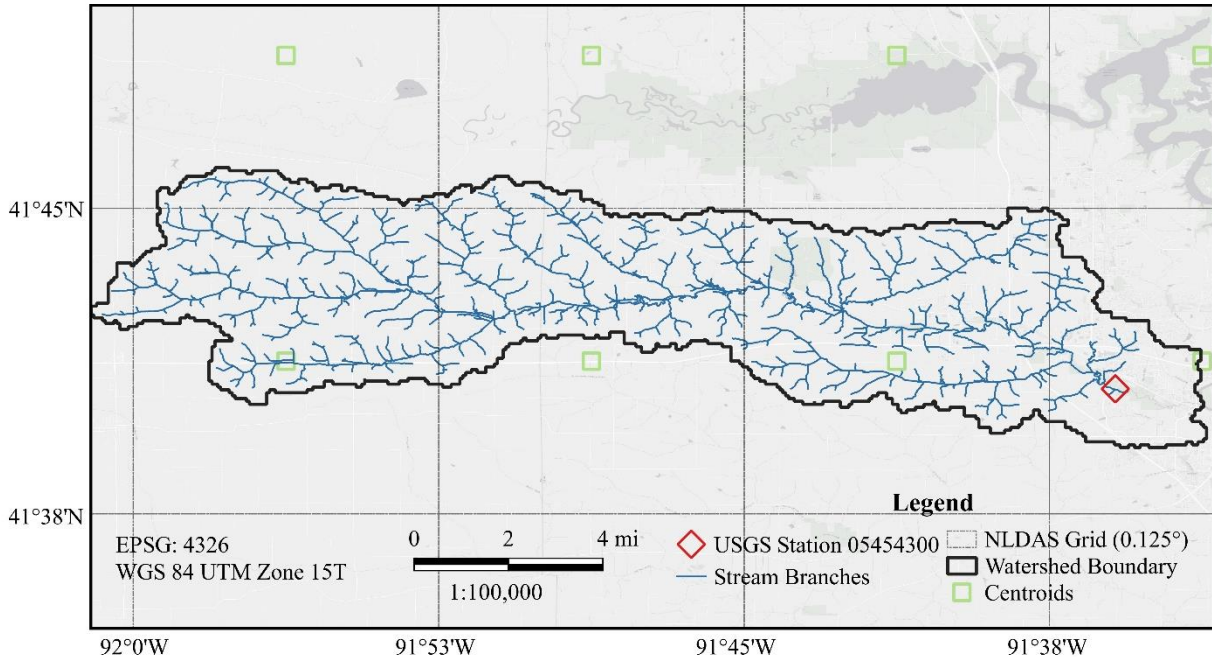 41°45'N
41°38'N
Legend
EPSG: 4326
WGS 84 UTM Zone 15T
0 2 4 mi
1:100,000
USGS Station 05454300
Stream Branches
NLDAS Grid (0.125°)
Watershed Boundary
Centroids
92°0'W 91°53'W 91°45'W 91°38'W